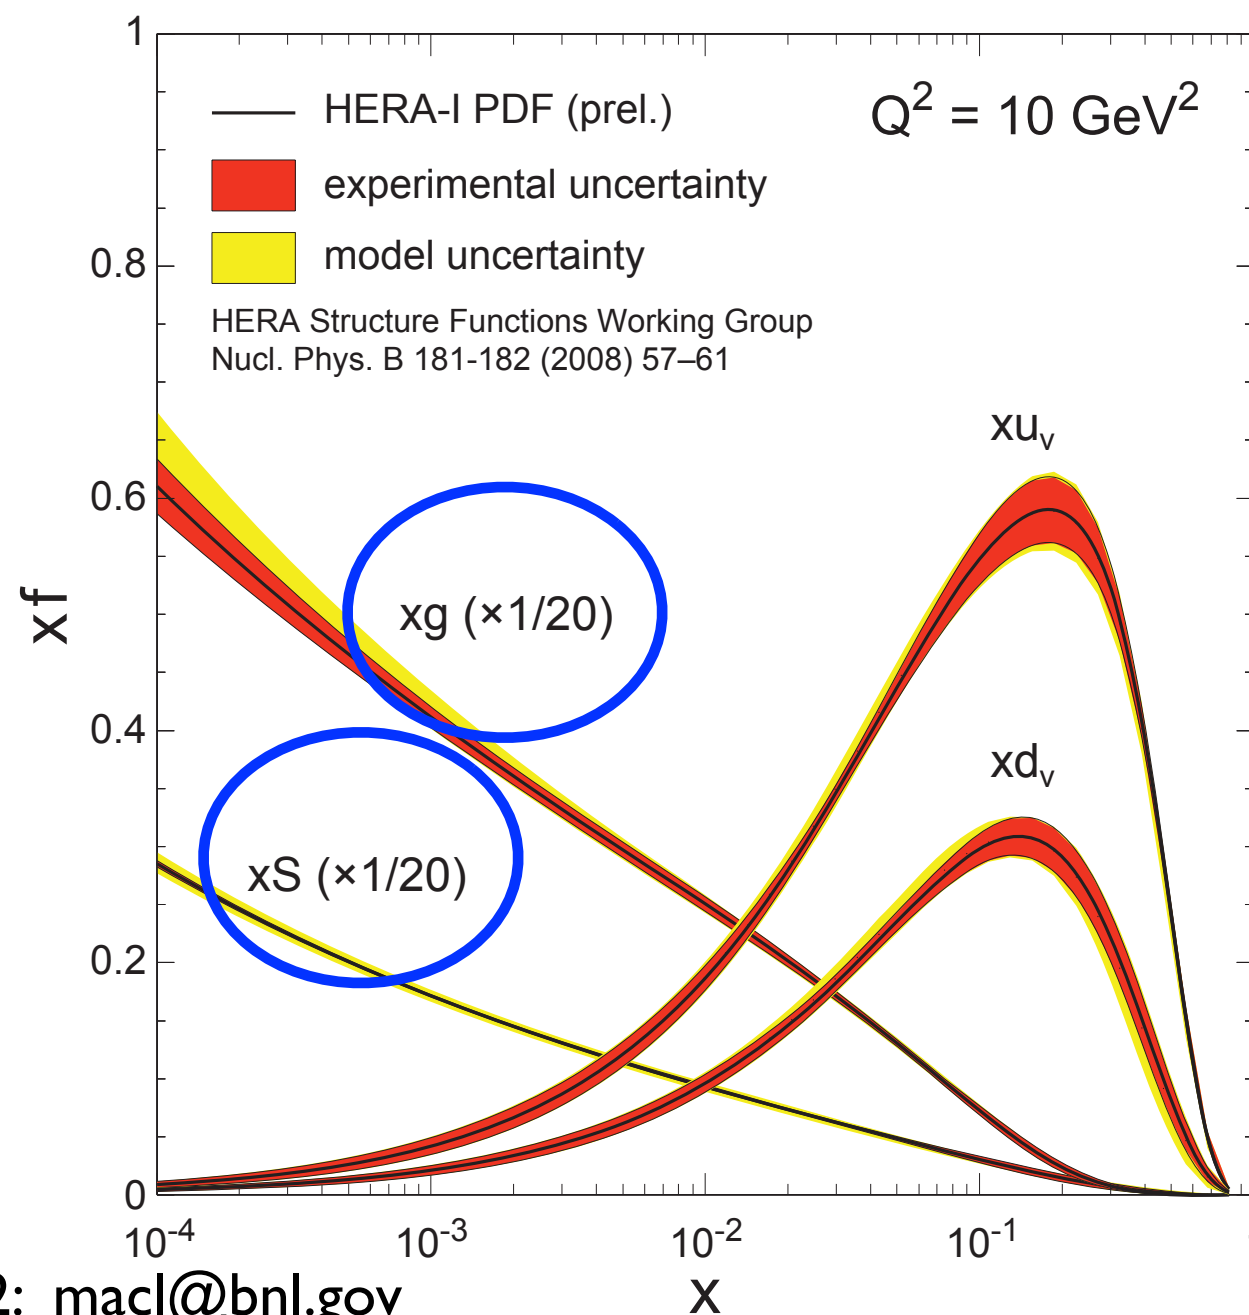 1
HERA-I PDF (prel.)
Q² = 10 GeV²
experimental uncertainty
model uncertainty
0.8
HERA Structure Functions Working Group
Nucl. Phys. B 181-182 (2008) 57–61
xu_v
0.6
xg (×1/20)
xf
0.4
xd_v
xS (×1/20)
0.2
0
10⁻⁴ 10⁻³ 10⁻² 10⁻¹
x
2: macl@bnl.gov